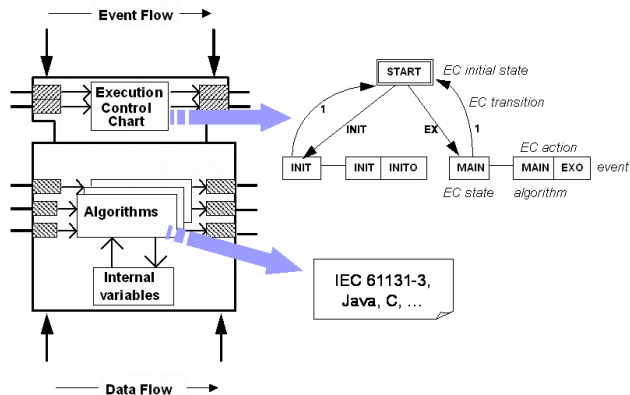 Event Flow
Execution
Control
Chart
START
EC initial state
EC transition
1
INIT
EX
1
EC action
INIT
INIT
INITO
MAIN
MAIN
EXO
event
EC state
algorithm
Algorithms
Internal
variables
IEC 61131-3,
Java, C, ...
Data Flow